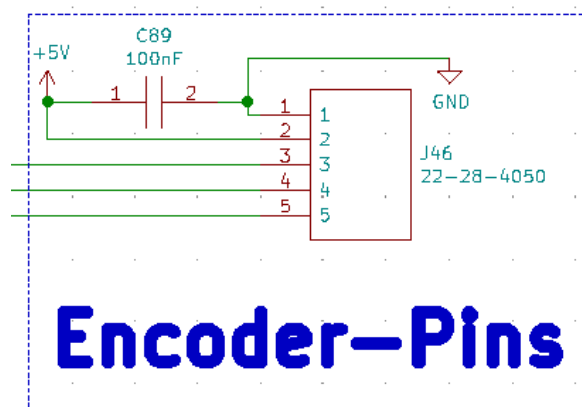 C89
+5V
100nF
1
2
GND
1 1
2 2
3 3
4 4
5 5
J46
22-28-4050
Encoder-Pins